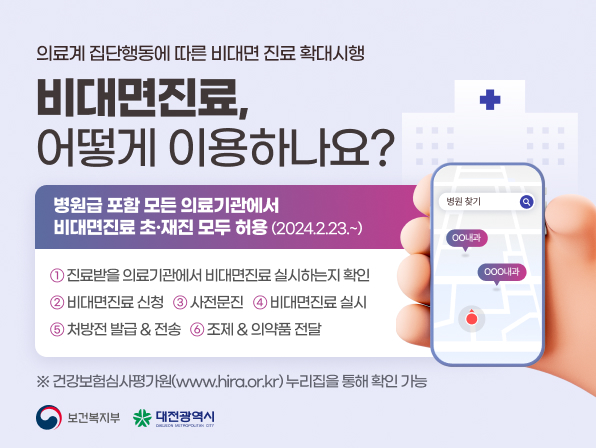 의료계 집단행동에 따른 비대면 진료 확대시행
비대면진료,
어떻게 이용하나요?
병원급 포함 모든 의료기관에서
비대면진료 초·재진 모두 허용 (2024.2.23.~)
① 진료받을 의료기관에서 비대면진료 실시하는지 확인
② 비대면진료 신청 ③ 사전문진 ④ 비대면진료 실시
⑤ 처방전 발급 & 전송 ⑥ 조제 & 의약품 전달
병원 찾기
OO내과
OOO내과
※ 건강보험심사평가원(www.hira.or.kr) 누리집을 통해 확인 가능
보건복지부
대전광역시
DAEJEON METROPOLITAN CITY